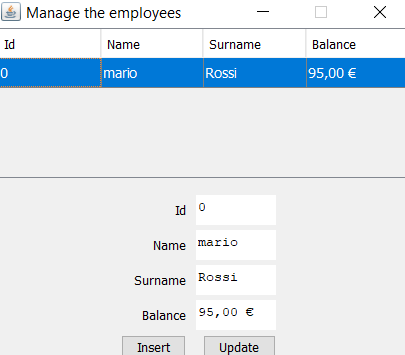 Manage the employees
Id Name Surname Balance
0 mario Rossi 95,00 €
Id 0
Name mario
Surname Rossi
Balance 95,00 €
Insert Update